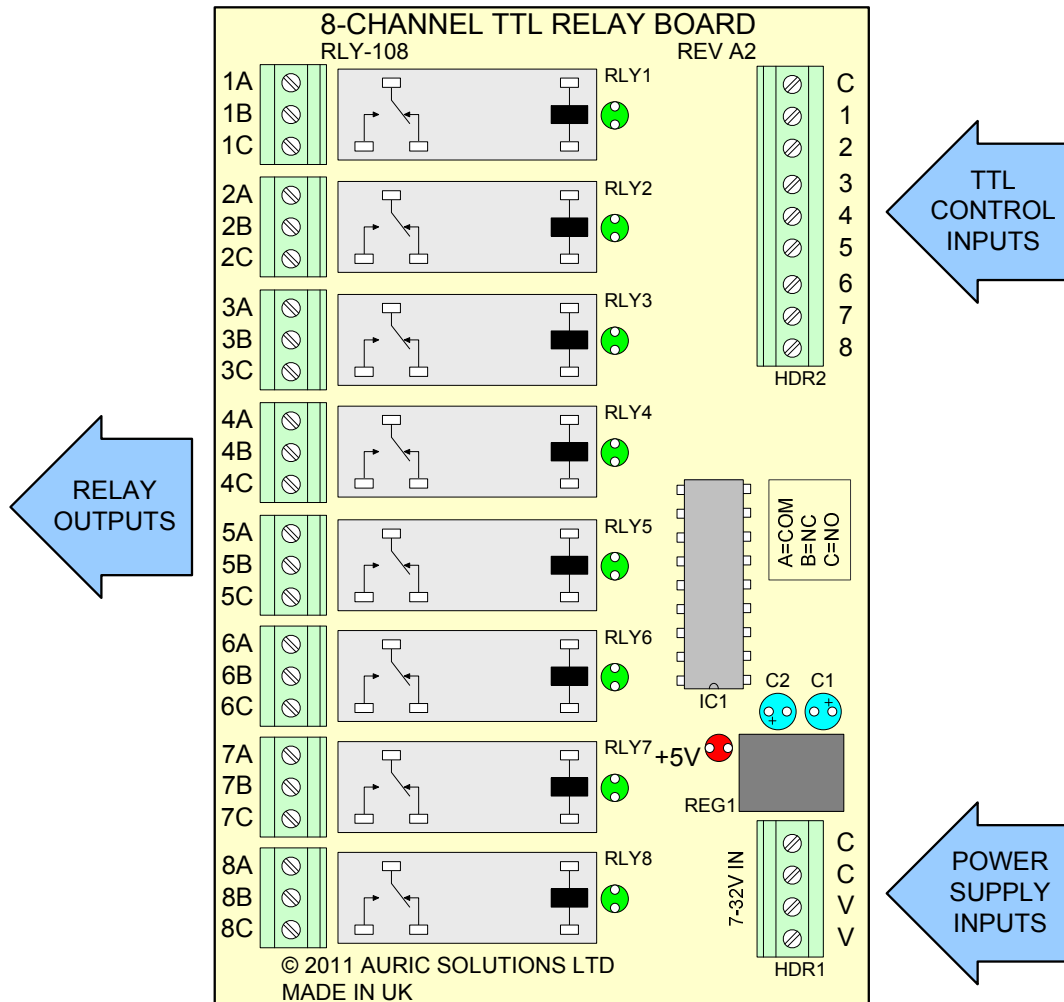 8-CHANNEL TTL RELAY BOARD
RLY-108
REV A2
1A
1B
1C
RLY1
2A
2B
2C
RLY2
3A
3B
3C
RLY3
4A
4B
4C
RLY4
5A
5B
5C
RLY5
6A
6B
6C
RLY6
7A
7B
7C
RLY7
8A
8B
8C
RLY8
C
1
2
3
4
5
6
7
8
HDR2
TTL
CONTROL
INPUTS
RELAY
OUTPUTS
A=COM
B=NC
C=NO
IC1
C2
C1
+
+
+5V
REG1
7-32V IN
C
C
V
V
HDR1
POWER
SUPPLY
INPUTS
© 2011 AURIC SOLUTIONS LTD
MADE IN UK